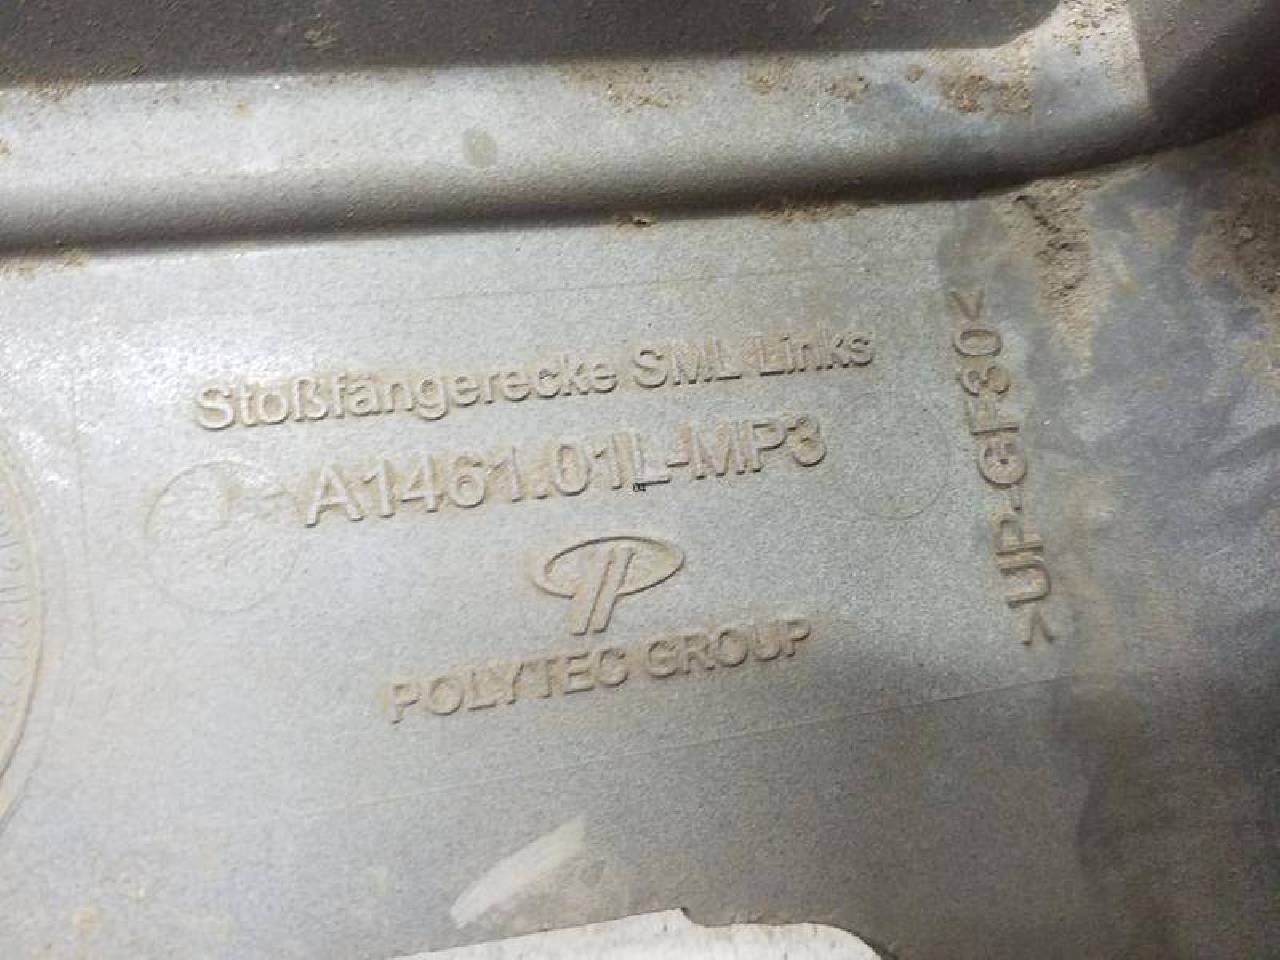 Stoßfängerecke SML Links
A1461.01L-MP3
POLYTEC GROUP
>UP-GF30<